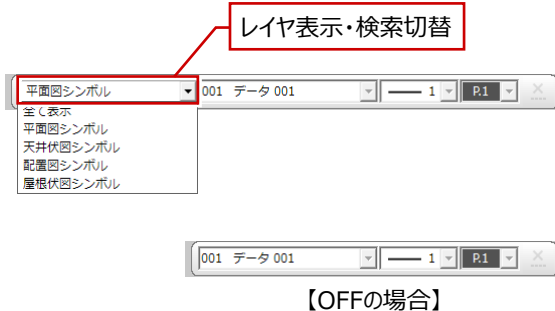 レイヤ表示・検索切替
平面図シンボル 001 データ 001 1 P.1
全て表示
平面図シンボル
天井伏図シンボル
配置図シンボル
屋根伏図シンボル
001 データ 001 1 P.1
【OFFの場合】